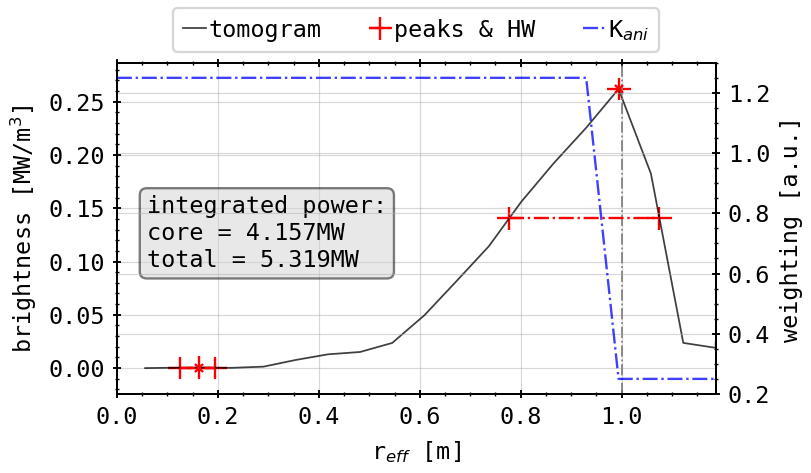 tomogram peaks & HW K_ani
brightness [MW/m³]
0.25
0.20
0.15
0.10
0.05
0.00
integrated power:
core = 4.157MW
total = 5.319MW
1.2
1.0
0.8
0.6
0.4
0.2
weighting [a.u.]
0.0 0.2 0.4 0.6 0.8 1.0
r_eff [m]